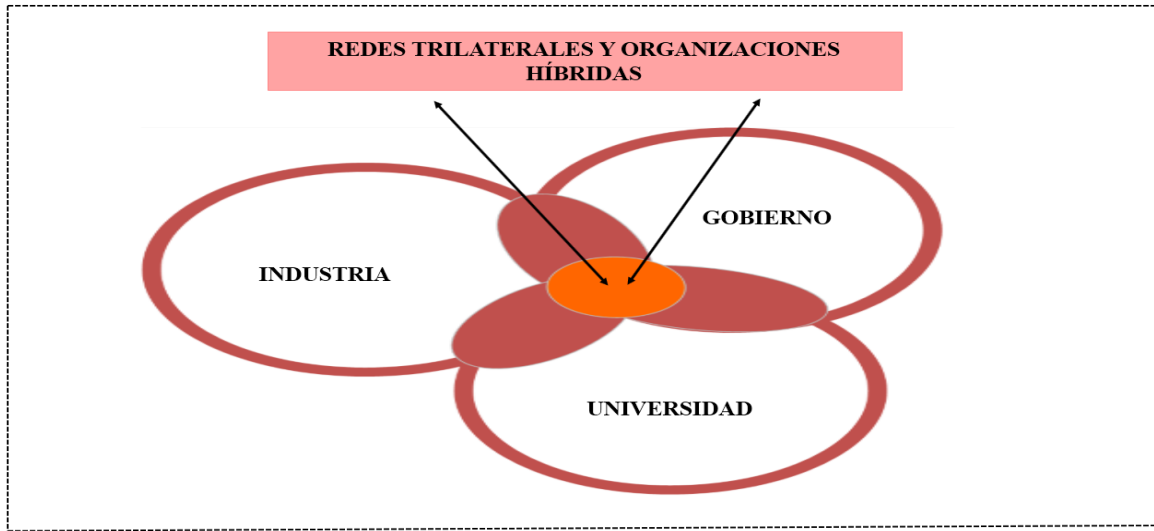 REDES TRILATERALES Y ORGANIZACIONES
HÍBRIDAS
GOBIERNO
INDUSTRIA
UNIVERSIDAD